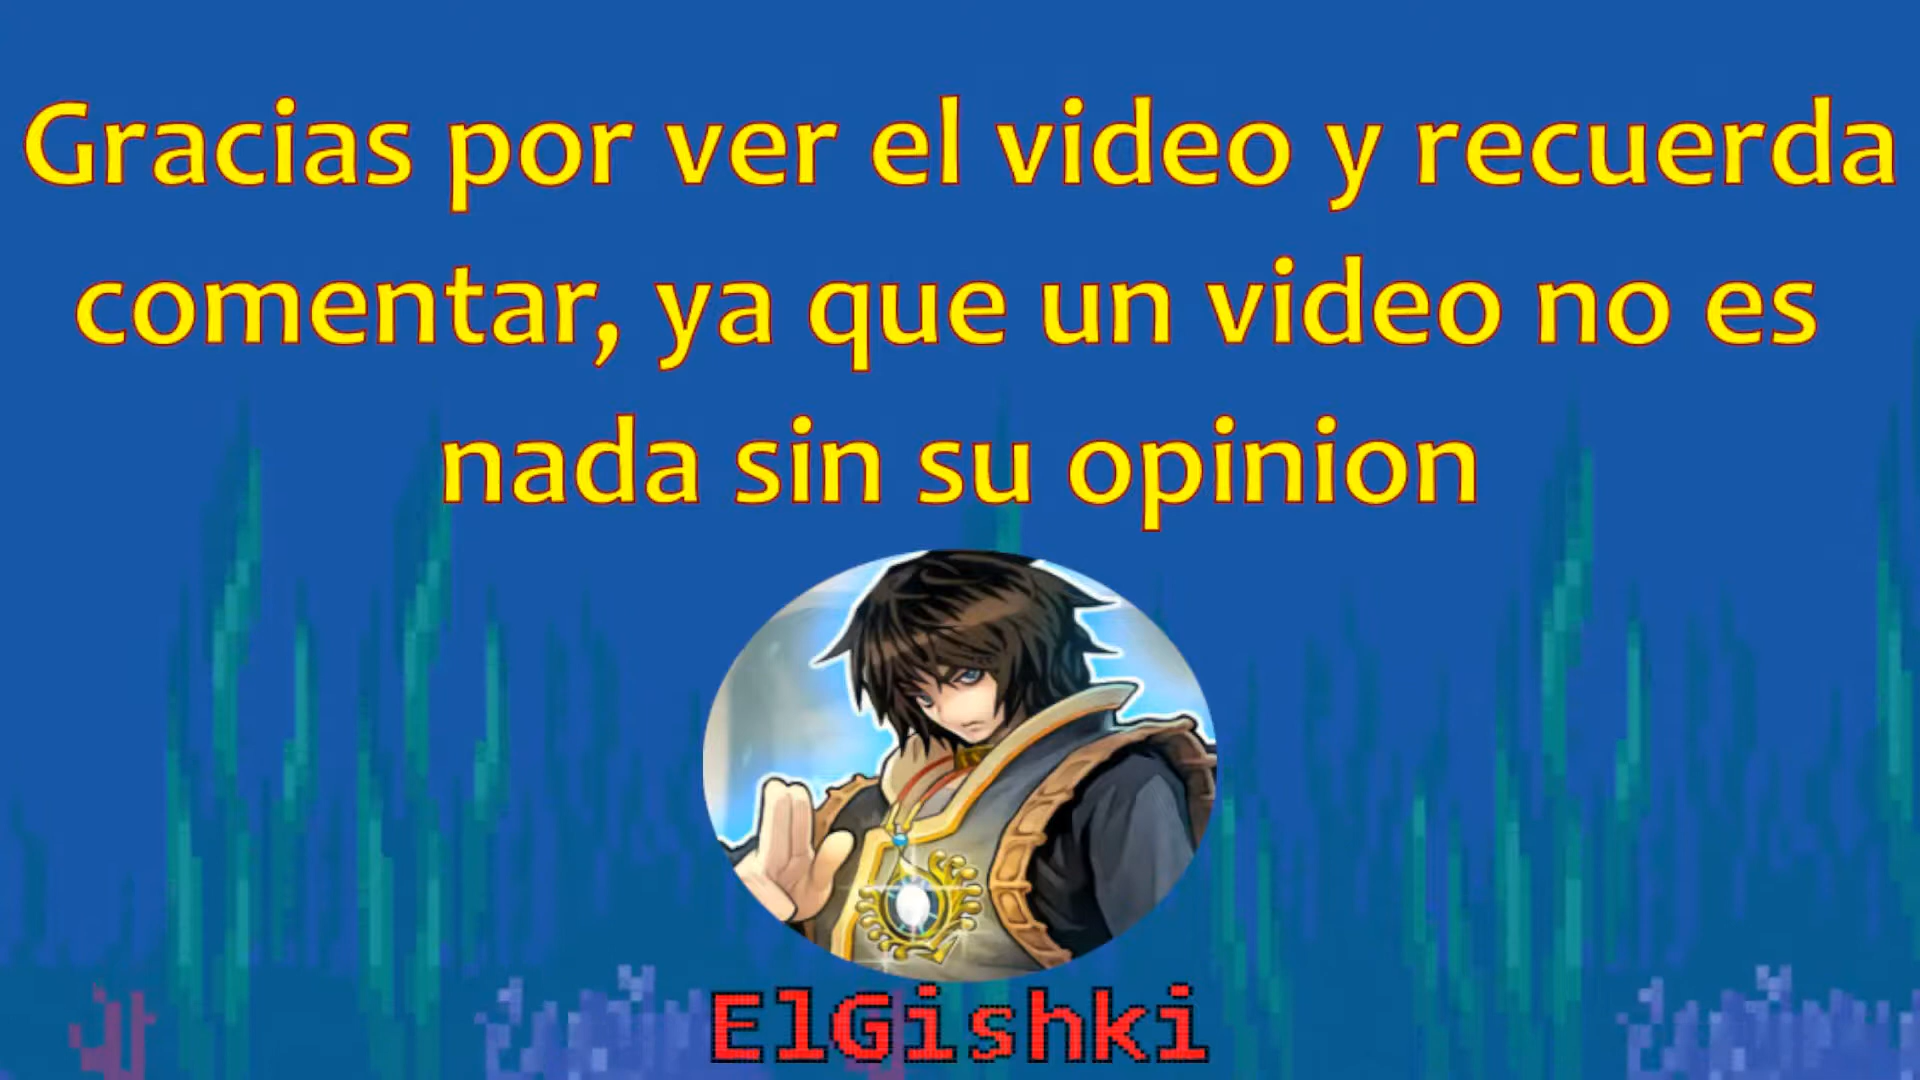 Gracias por ver el video y recuerda
comentar, ya que un video no es
nada sin su opinion
ElGishki